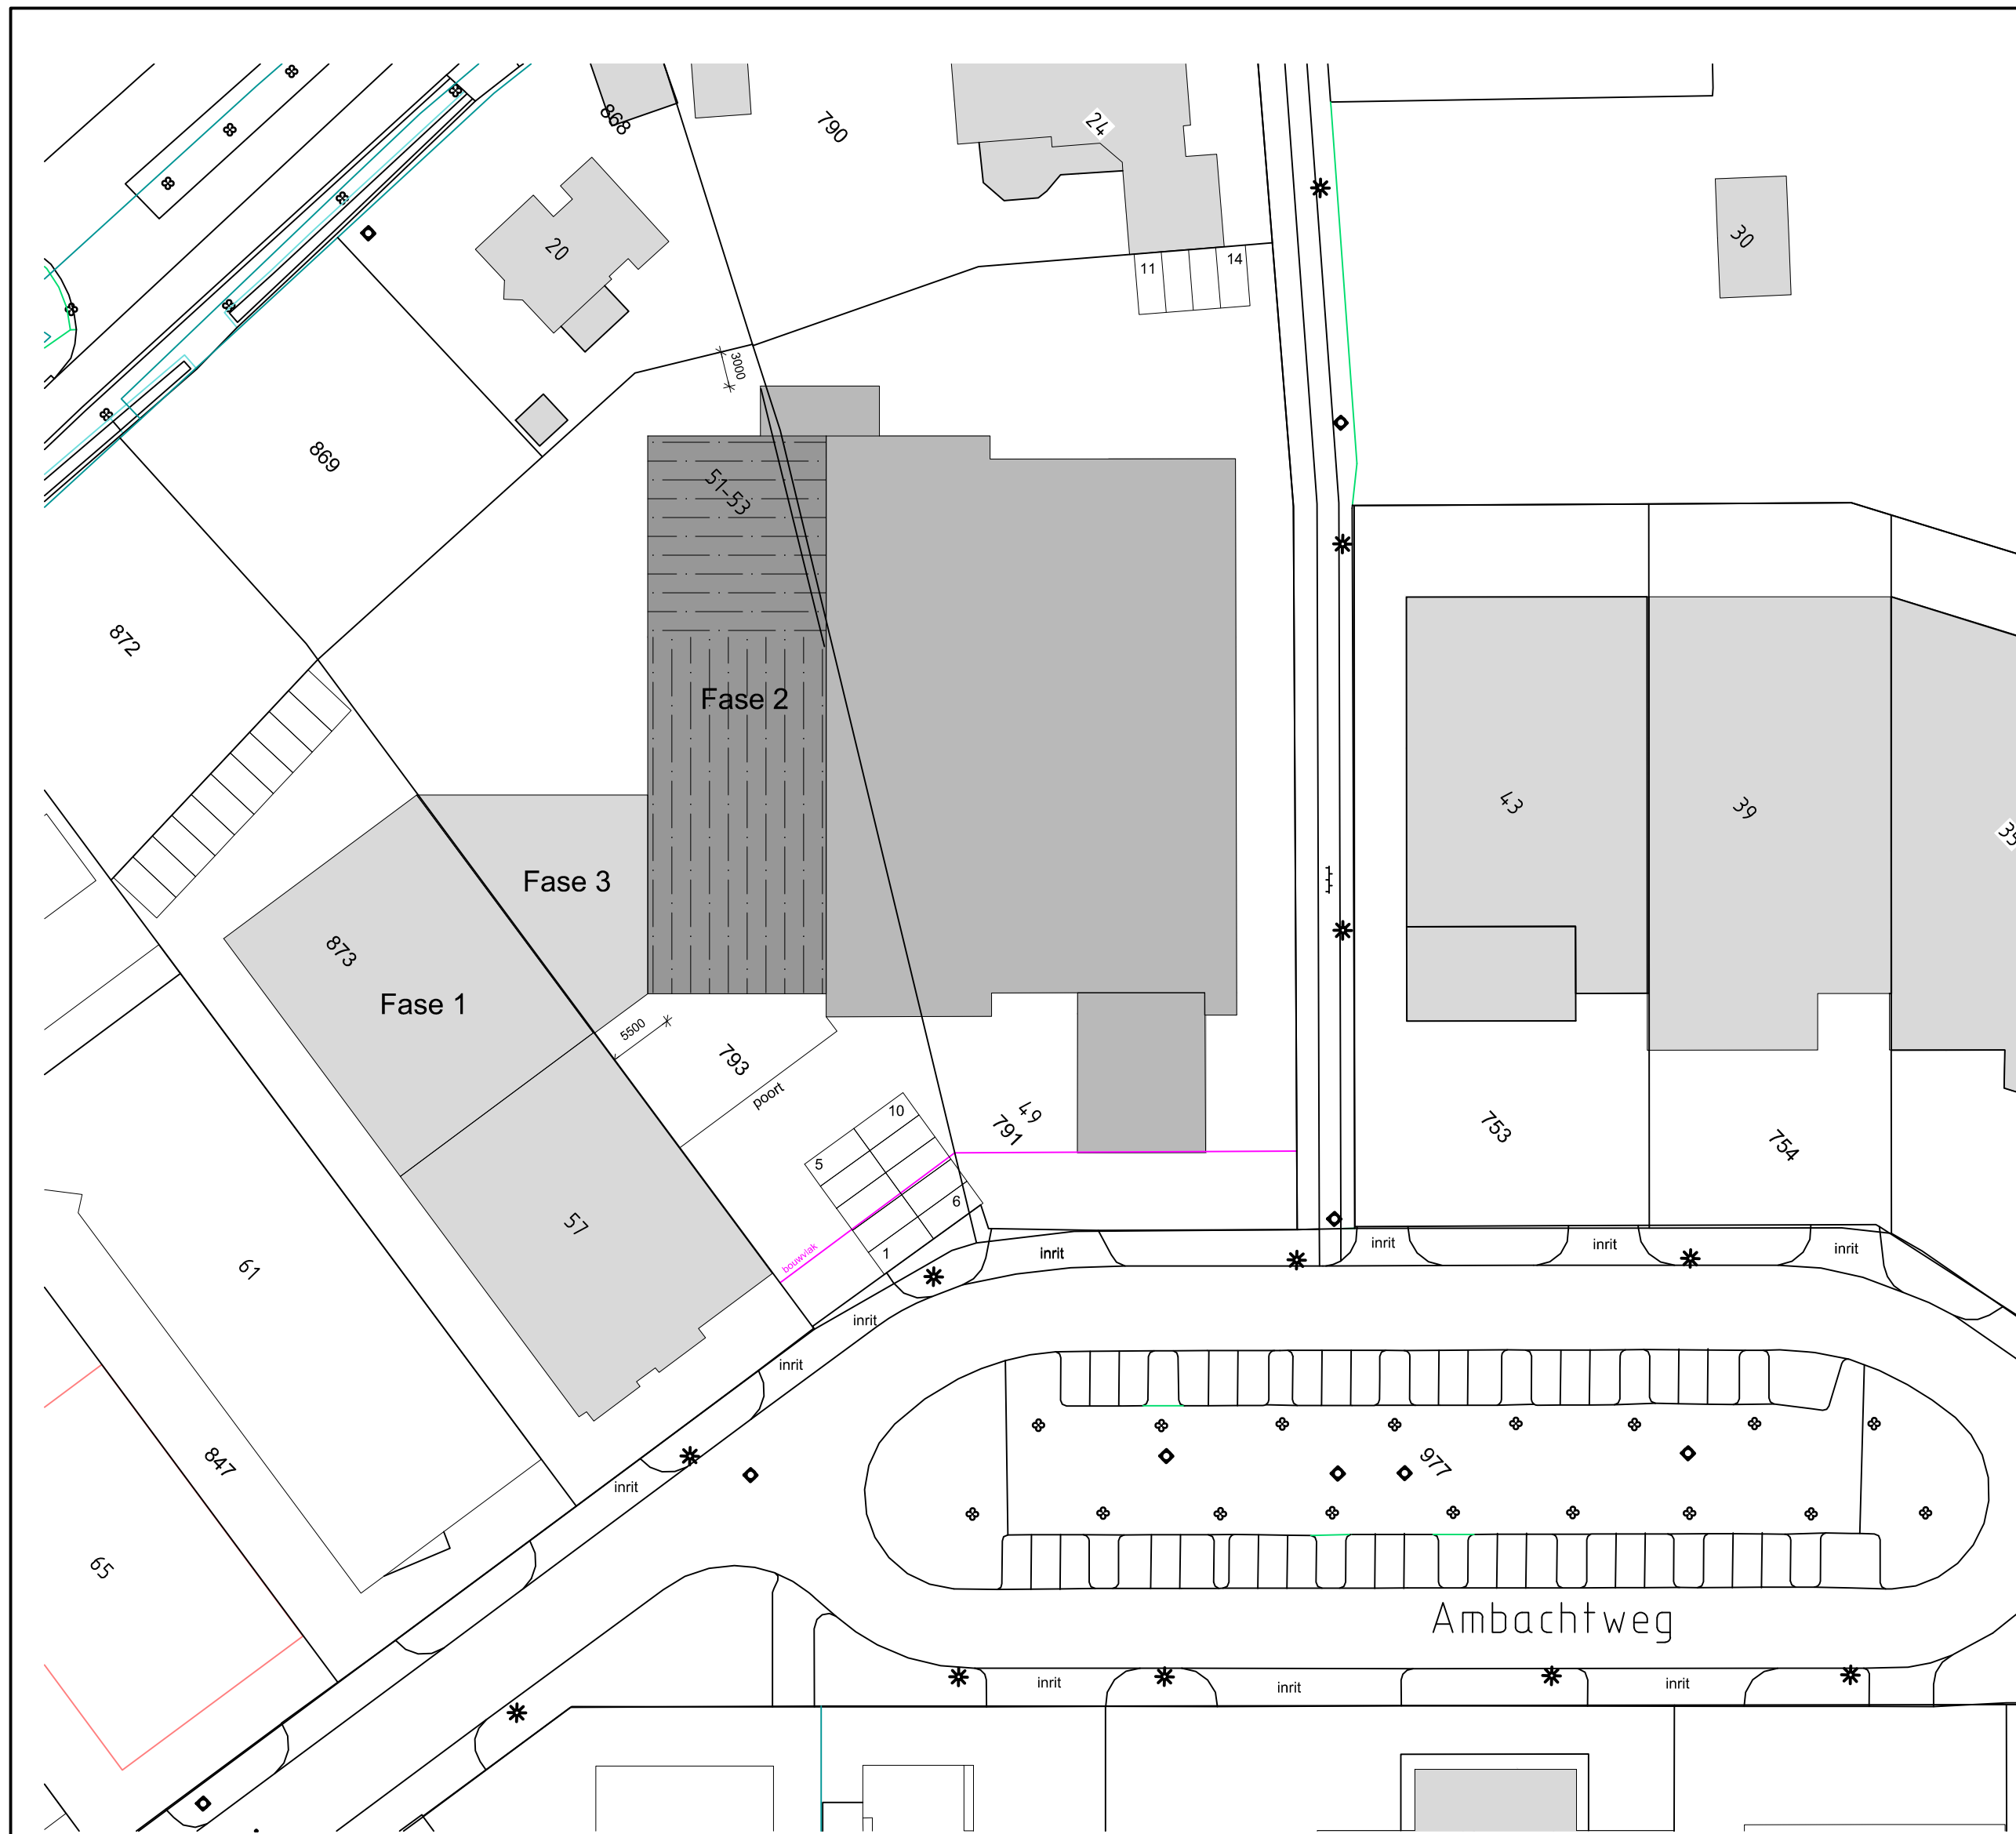 868
790
24
20
11
14
30
3000
869
51-53
872
Fase 2
43
39
35
Fase 3
873
Fase 1
5500
793
poort
49
791
10
5
753
754
6
57
1
bouwvlak
61
inrit
inrit
inrit
inrit
inrit
inrit
inrit
847
977
65
Ambachtweg
inrit
inrit
inrit